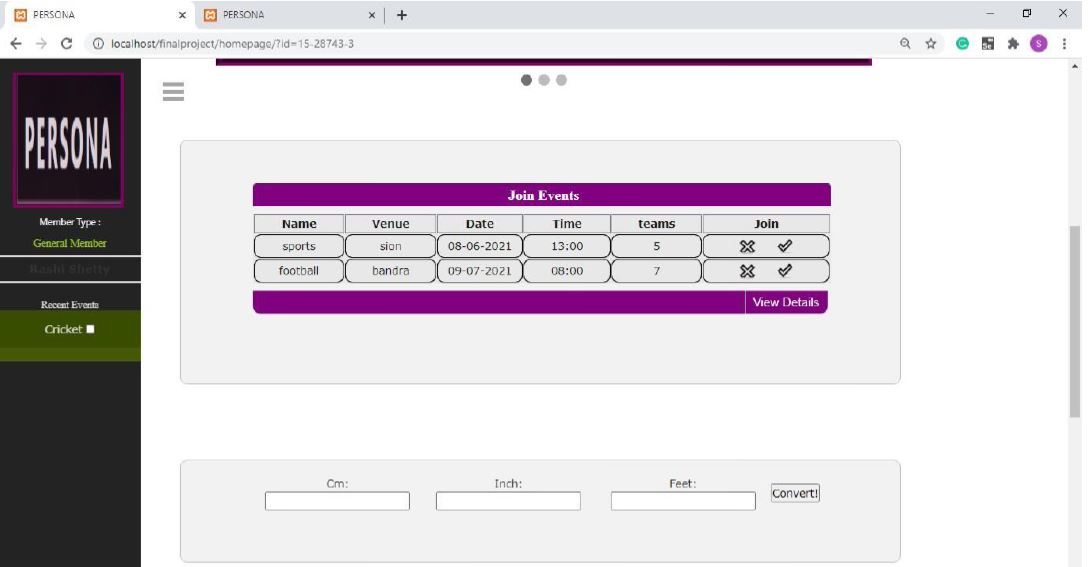 PERSONA
PERSONA
localhost/finalproject/homepage/?id=15-28743-3
S
PERSONA
Member Type :
General Member
Rashi Shetty
Recent Events
Cricket
Join Events
Name Venue Date Time teams Join
sports sion 08-06-2021 13:00 5
football bandra 09-07-2021 08:00 7
View Details
Cm: Inch: Feet:
Convert!